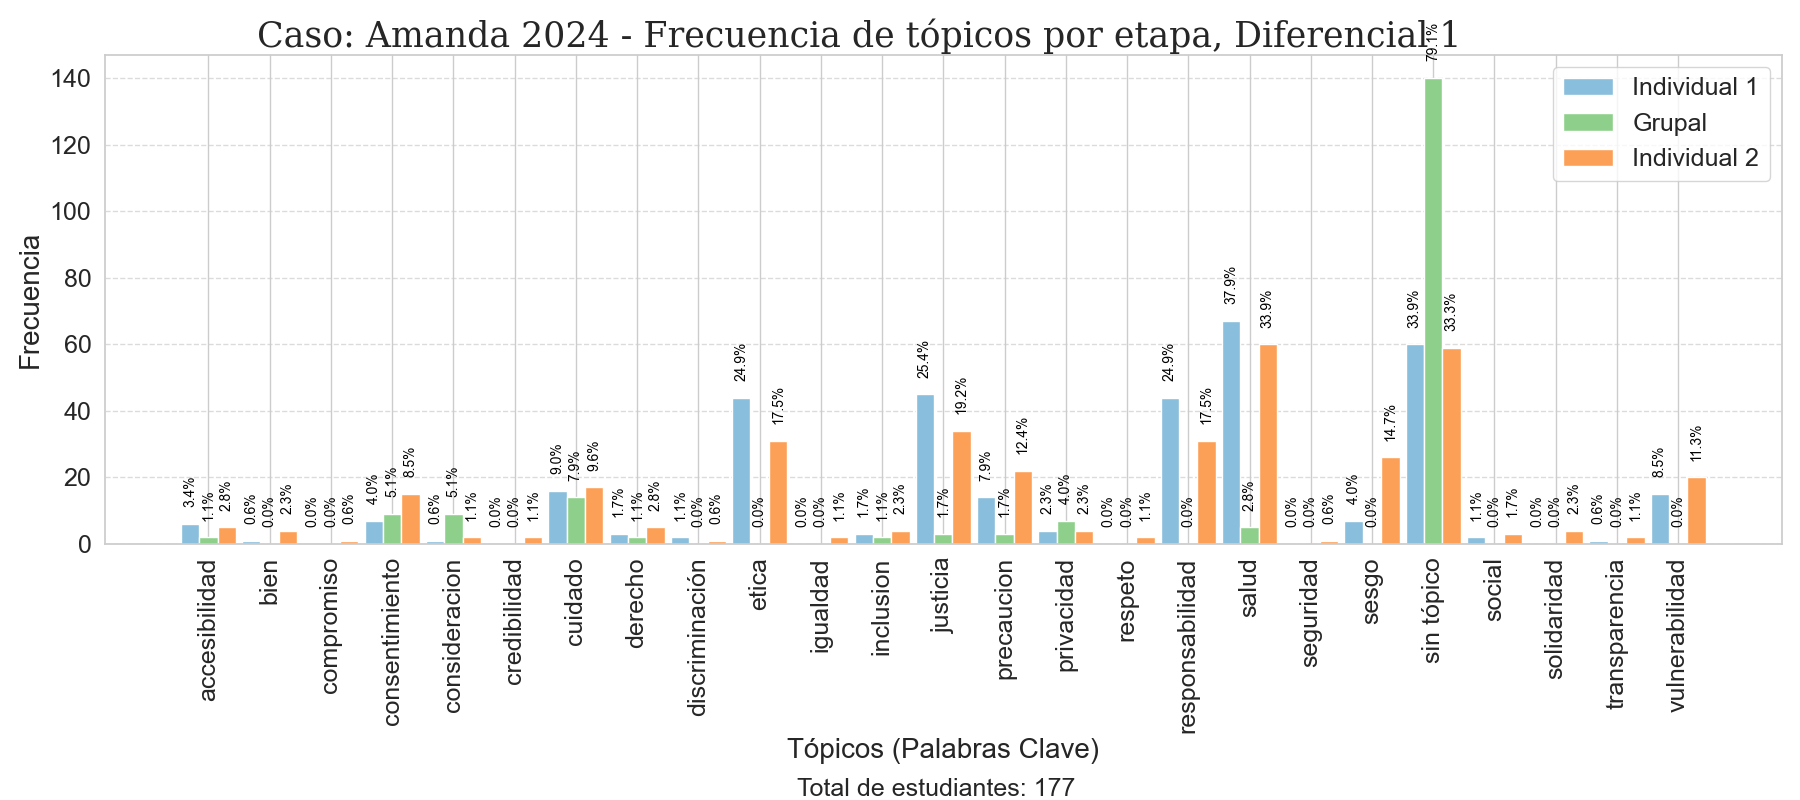 Caso: Amanda 2024 - Frecuencia de tópicos por etapa, Diferencial 1
Frecuencia
140
120
100
80
60
40
20
0
Individual 1
Grupal
Individual 2
3.4% 1.1% 2.8%
0.6% 0.0% 2.3%
0.0% 0.0% 0.6%
4.0% 5.1% 8.5%
0.6% 5.1% 1.1%
0.0% 0.0% 1.1%
9.0% 7.9% 9.6%
1.7% 1.1% 2.8%
1.1% 0.0% 0.6%
24.9% 0.0% 17.5%
0.0% 0.0% 1.1%
1.7% 1.1% 2.3%
25.4% 1.7% 19.2%
7.9% 1.7% 12.4%
2.3% 4.0% 2.3%
0.0% 0.0% 1.1%
24.9% 0.0% 17.5%
37.9% 2.8% 33.9%
0.0% 0.0% 0.6%
4.0% 0.0% 14.7%
33.9% 79.1% 33.3%
1.1% 0.0% 1.7%
0.0% 0.0% 2.3%
0.6% 0.0% 1.1%
8.5% 0.0% 11.3%
accesibilidad
bien
compromiso
consentimiento
consideracion
credibilidad
cuidado
derecho
discriminación
etica
igualdad
inclusion
justicia
precaucion
privacidad
respeto
responsabilidad
salud
seguridad
sesgo
sin tópico
social
solidaridad
transparencia
vulnerabilidad
Tópicos (Palabras Clave)
Total de estudiantes: 177